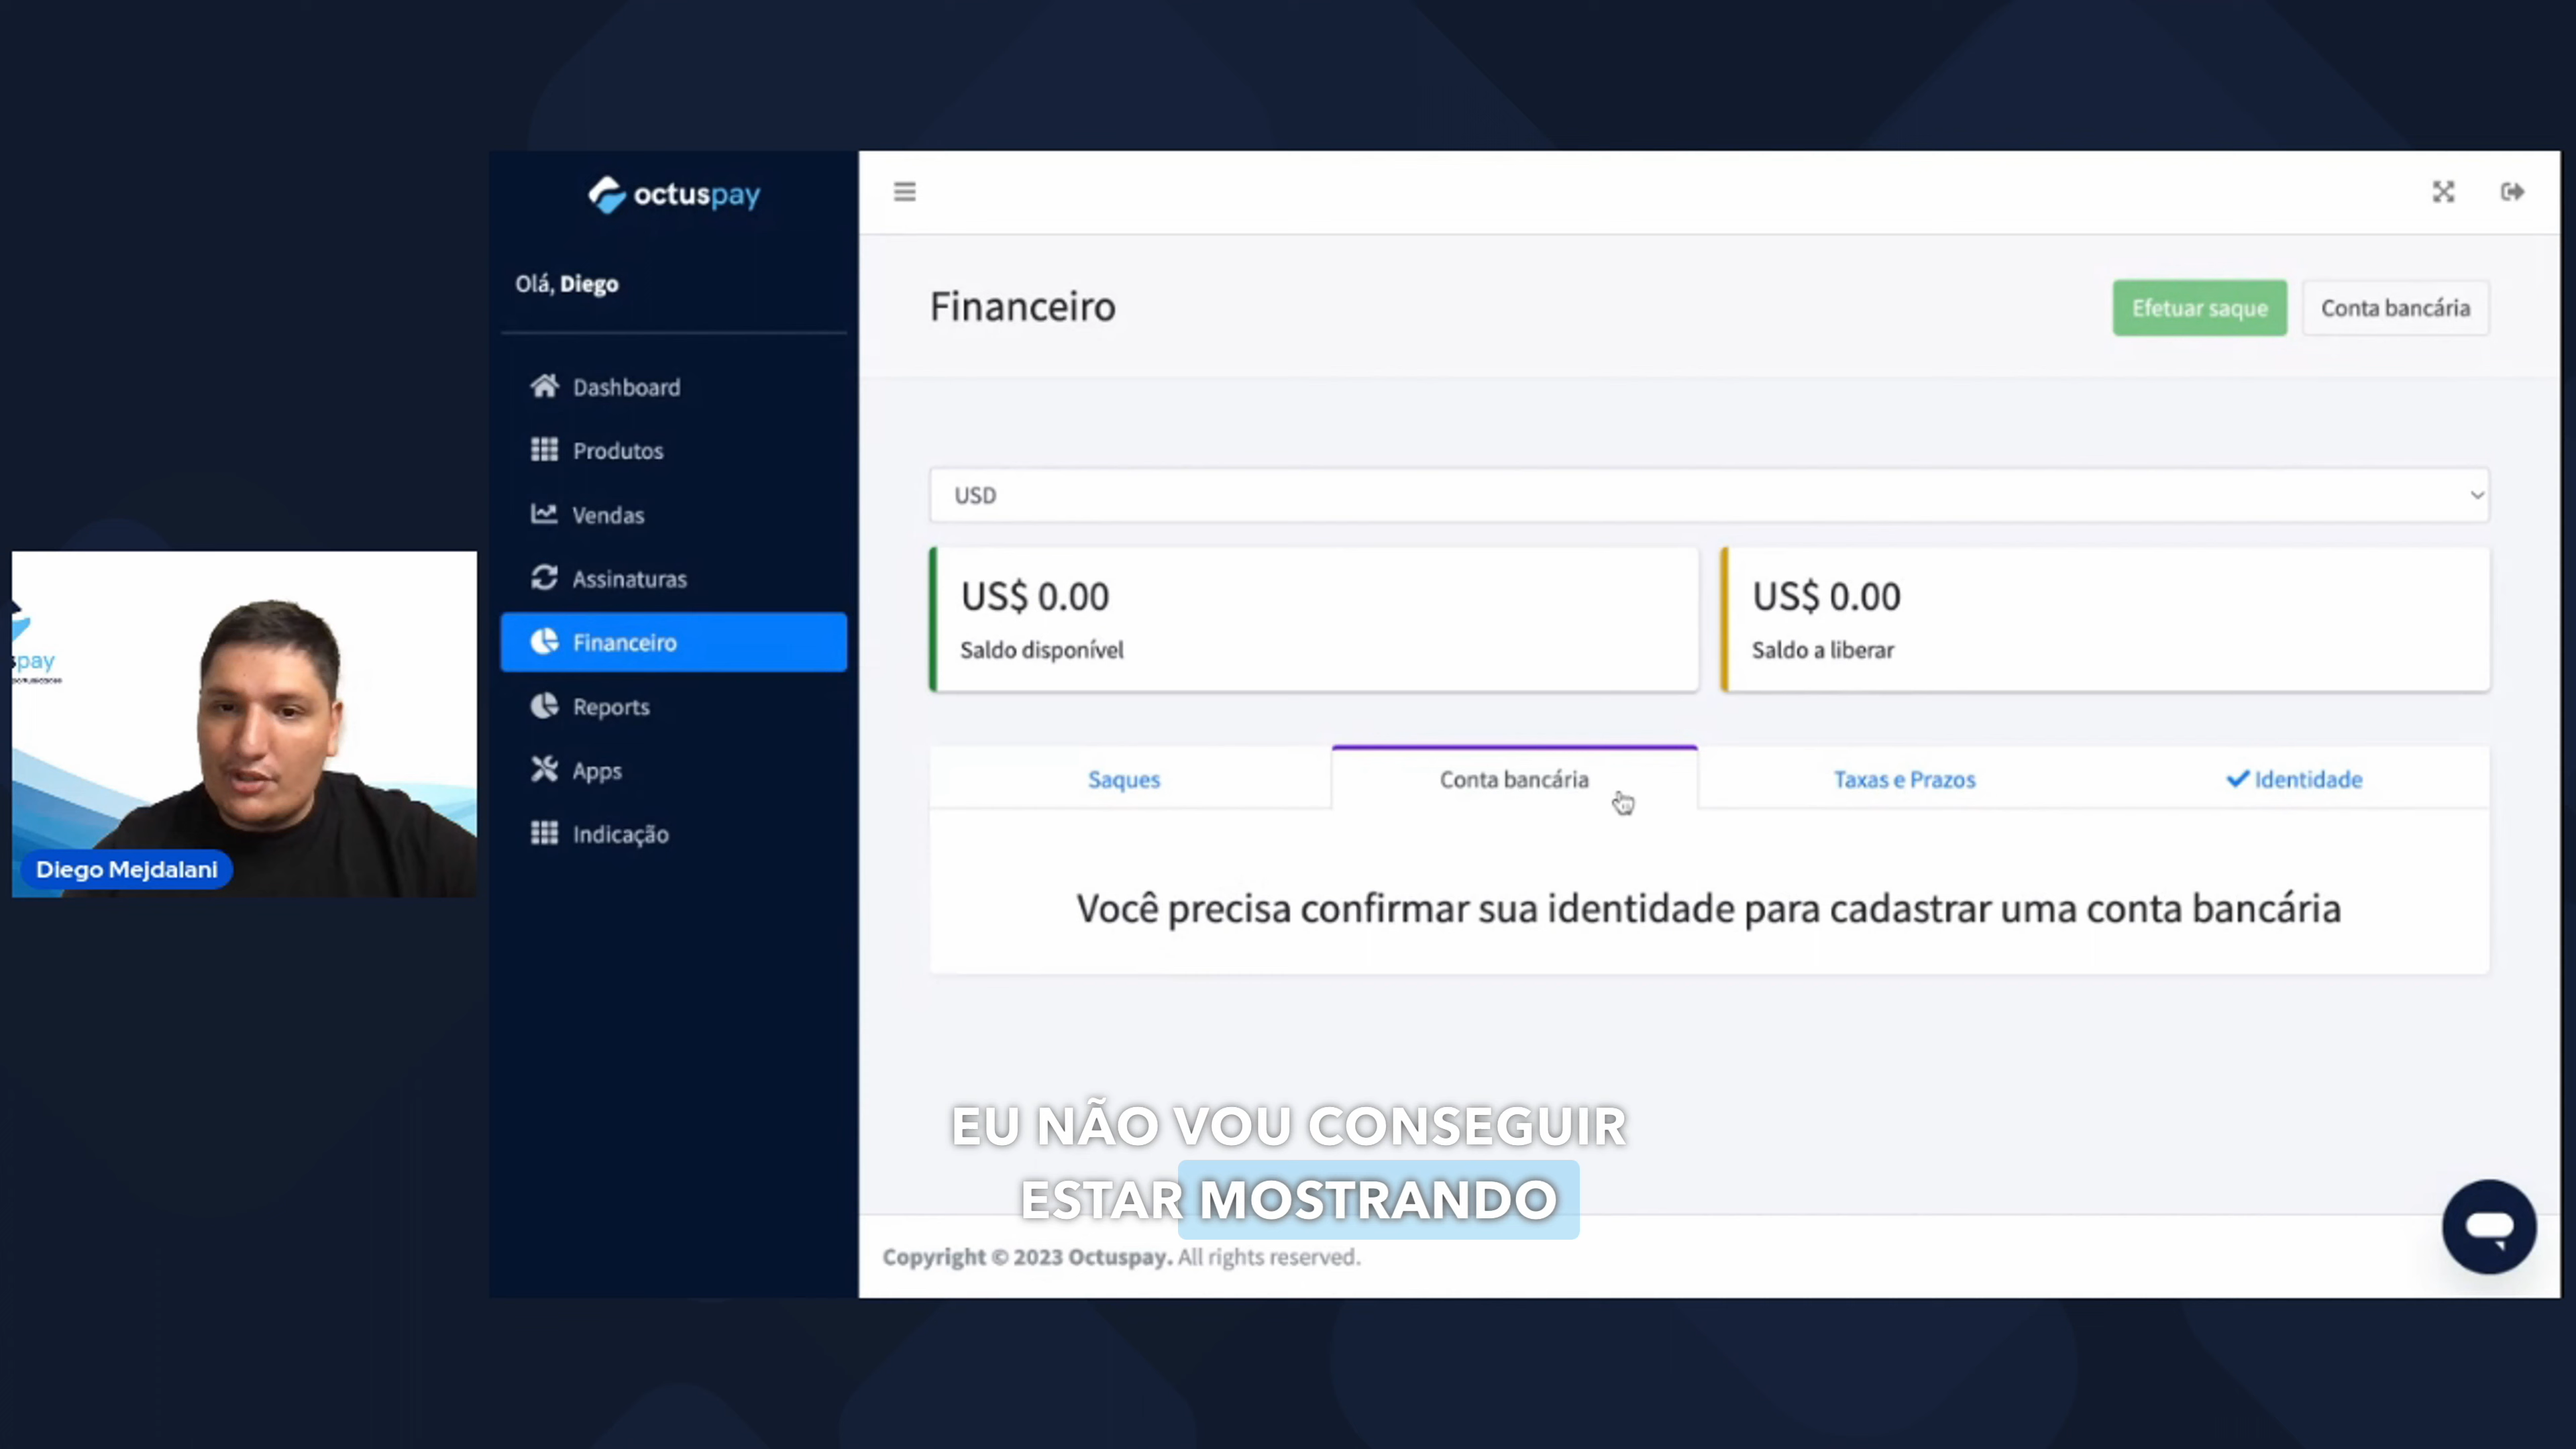 octuspay
Olá, Diego
Dashboard
Produtos
Vendas
Assinaturas
Financeiro
Reports
Apps
Indicação
Financeiro
Efetuar saque
Conta bancária
USD
US$ 0.00
Saldo disponível
US$ 0.00
Saldo a liberar
Saques
Conta bancária
Taxas e Prazos
Identidade
Você precisa confirmar sua identidade para cadastrar uma conta bancária
spay
Diego Mejdalani
EU NÃO VOU CONSEGUIR
ESTAR MOSTRANDO
Copyright © 2023 Octuspay. All rights reserved.